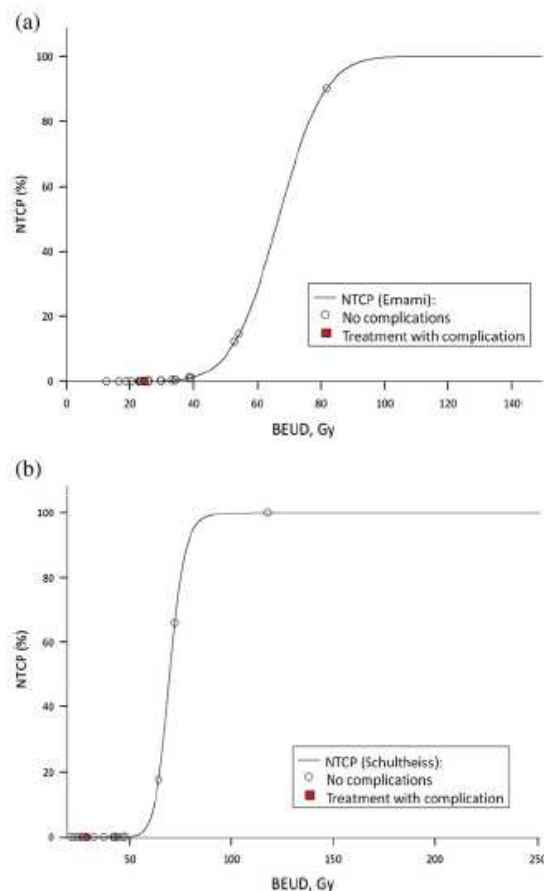 (a)
100
80
60
40
20
0
NTCP (%)
NTCP (Emami):
No complications
Treatment with complication
0 20 40 60 80 100 120 140
BEUD, Gy
(b)
100
80
60
40
20
0
NTCP (%)
NTCP (Schultheiss):
No complications
Treatment with complication
50 100 150 200 250
BEUD, Gy